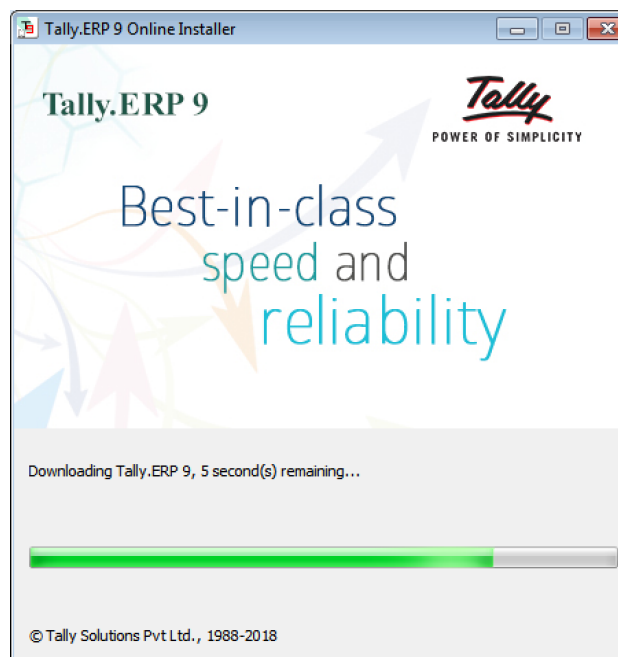 Tally.ERP 9 Online Installer
Tally.ERP 9
Tally
POWER OF SIMPLICITY
Best-in-class
speed and
reliability
Downloading Tally.ERP 9, 5 second(s) remaining...
© Tally Solutions Pvt Ltd., 1988-2018